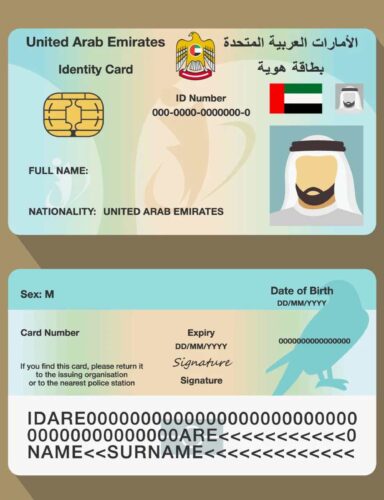 United Arab Emirates
الأمارات العربية المتحدة
Identity Card
بطاقة هوية
ID Number
000-0000-0000000-0
FULL NAME:
NATIONALITY: UNITED ARAB EMIRATES
Sex: M
Date of Birth
DD/MM/YYYY
Card Number
Expiry
DD/MM/YYYY
000000000000000
If you find this card, please return it
to the issuing organisation
or to the nearest police station
Signature
Signature
IDARE0000000000000000000000000
000000000000000ARE<<<<<<<<<<<0
NAME<<SURNAME<<<<<<<<<<<<<<<